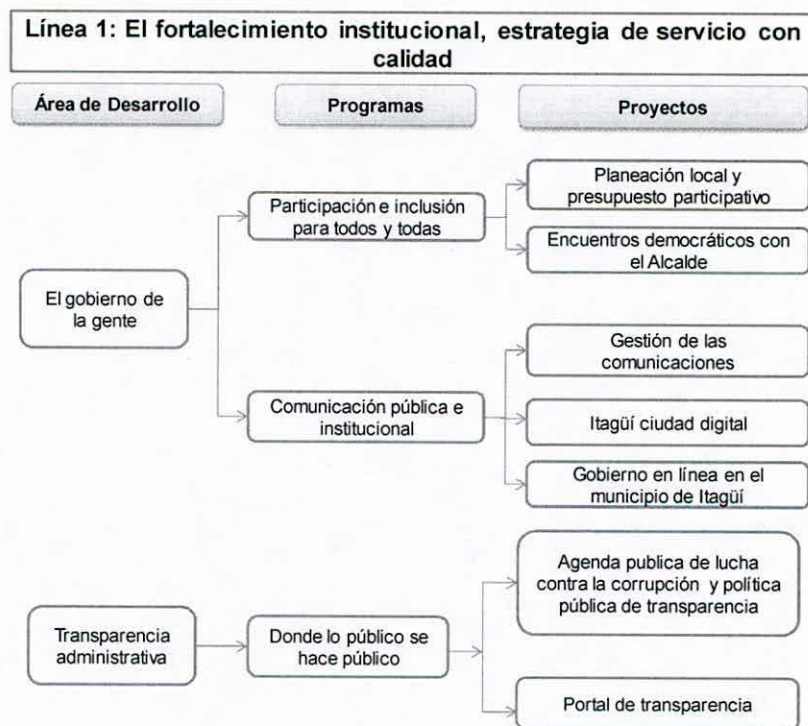 Línea 1: El fortalecimiento institucional, estrategia de servicio con
calidad
Área de Desarrollo
Programas
Proyectos
El gobierno de
la gente
Participación e inclusión
para todos y todas
Planeación local y
presupuesto participativo
Encuentros democráticos con
el Alcalde
Comunicación pública e
institucional
Gestión de las
comunicaciones
Itagüí ciudad digital
Gobierno en línea en el
municipio de Itagüí
Transparencia
administrativa
Donde lo público se
hace público
Agenda publica de lucha
contra la corrupción y política
pública de transparencia
Portal de transparencia